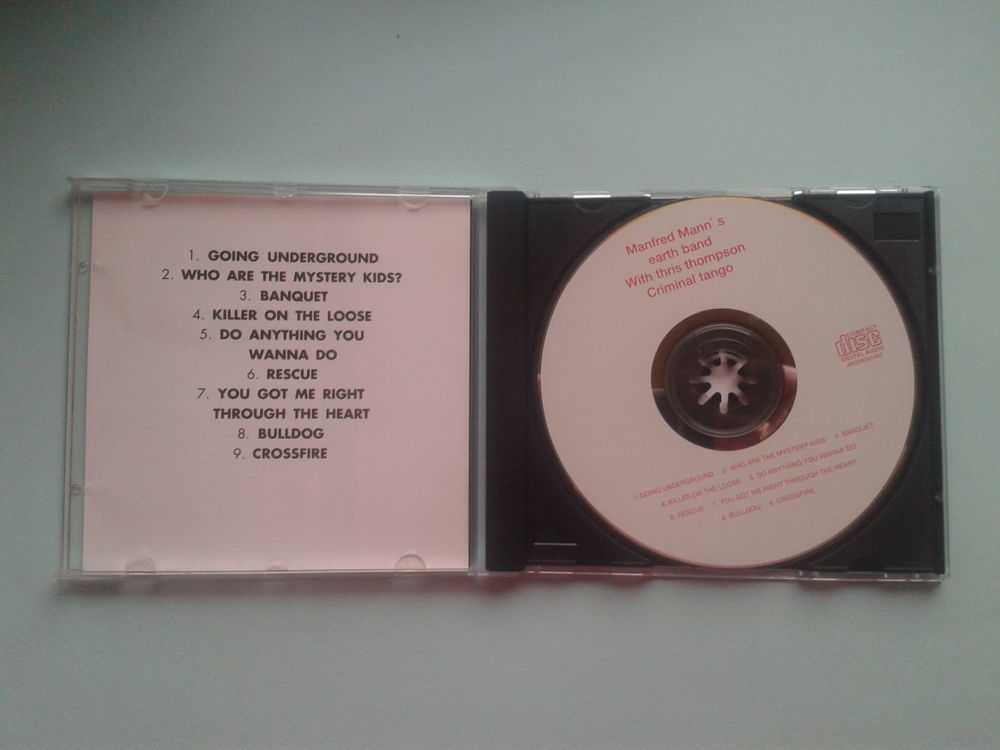 1. GOING UNDERGROUND
2. WHO ARE THE MYSTERY KIDS?
3. BANQUET
4. KILLER ON THE LOOSE
5. DO ANYTHING YOU
WANNA DO
6. RESCUE
7. YOU GOT ME RIGHT
THROUGH THE HEART
8. BULLDOG
9. CROSSFIRE
Manfred Mann's
earth band
With thris thompson
Criminal tango
COMPACT
disc
DIGITAL AUDIO
1.GOING UNDERGROUND 2. WHO ARE THE MYSTERY KIDS 3. BANQUET
4. KILLER ON THE LOOSE 5. DO ANYTHING YOU WANNA DO
6. RESCUE 7. YOU GOT ME RIGHT THROUGH THE HEART
8. BULLDOG 9. CROSSFIRE